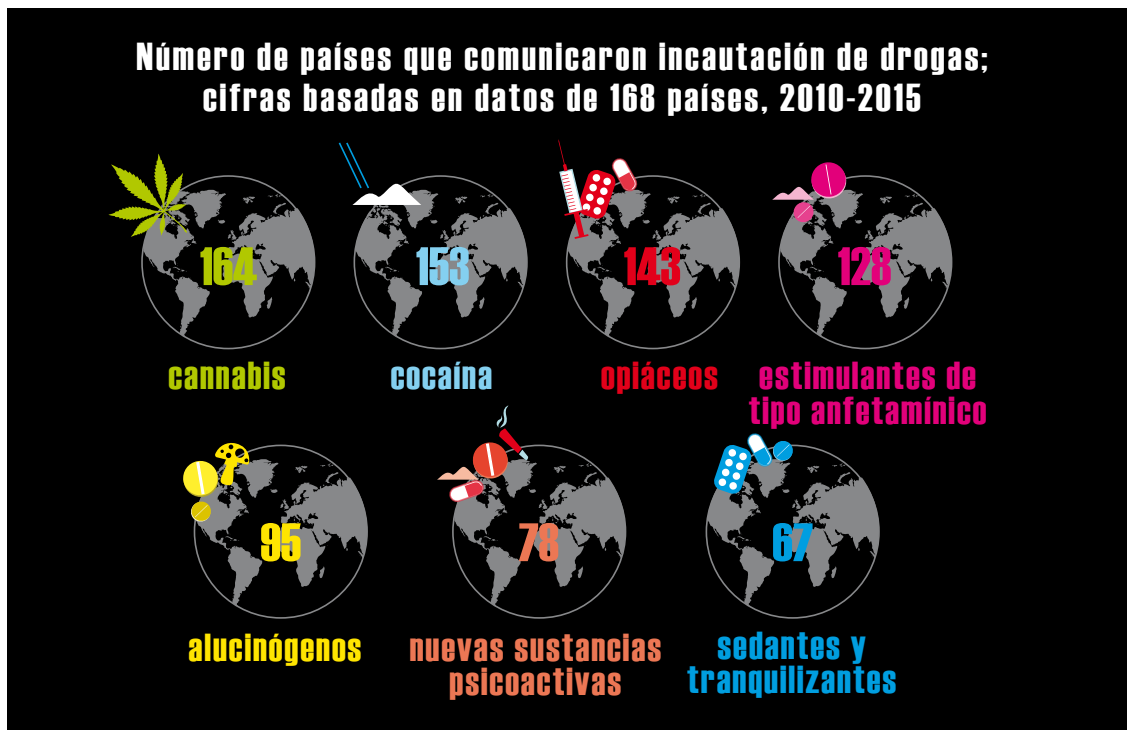 Número de países que comunicaron incautación de drogas;
cifras basadas en datos de 168 países, 2010-2015
164
153
143
128
cannabis
cocaína
opiáceos
estimulantes de
tipo anfetamínico
95
78
67
alucinógenos
nuevas sustancias
psicoactivas
sedantes y
tranquilizantes